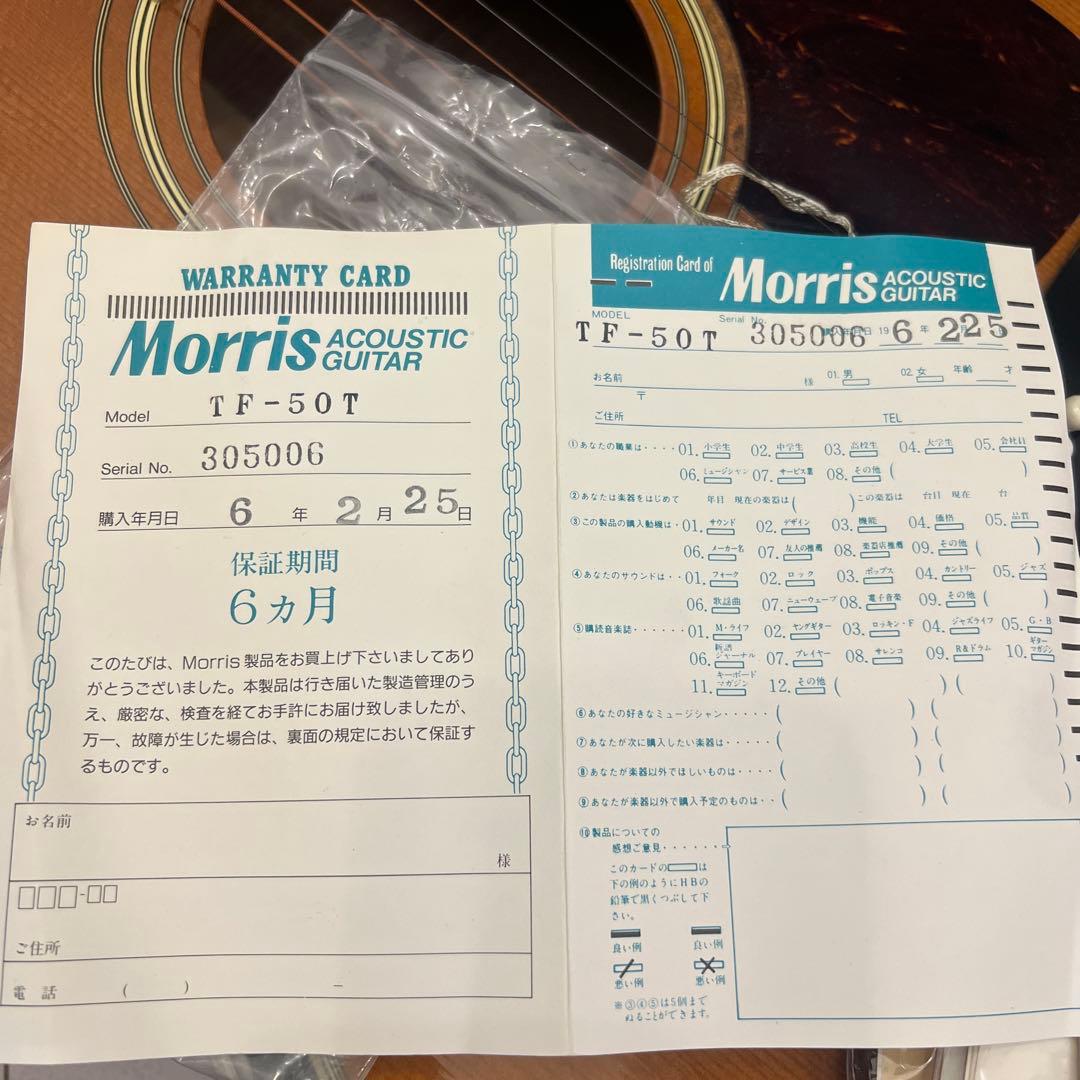 WARRANTY CARD
Morris ACOUSTIC GUITAR
Model TF-50T
Serial No. 305006
購入年月日 6 年 2 月 25 日
保証期間
6ヵ月
このたびは、Morris製品をお買上げ下さいましてあり
がとうございました。本製品は行き届いた製造管理のう
え、厳密な、検査を経てお手許にお届け致しましたが、
万一、故障が生じた場合は、裏面の規定において保証す
るものです。
お名前
様
ご住所
電話 ( ) －
Registration Card of Morris ACOUSTIC GUITAR
MODEL Serial No.
TF-50T 305006 購入年月日 19 6 年 2 25
お名前 様 01. 男 02. 女 年齢 才
〒
ご住所 TEL
①あなたの職業は････ 01. 小学生 02. 中学生 03. 高校生 04. 大学生 05. 会社員
06. ミュージシャン 07. サービス業 08. その他 ( )
②あなたは楽器をはじめて 年目 現在の楽器は ( ) この楽器は 台目 現在 台
③この製品の購入動機は･ 01. サウンド 02. デザイン 03. 機能 04. 価格 05. 品質
06. メーカー名 07. 友人の推薦 08. 楽器店推薦 09. その他 ( )
④あなたのサウンドは･･ 01. フォーク 02. ロック 03. ポップス 04. カントリー 05. ジャズ
06. 歌謡曲 07. ニューウェーブ 08. 電子音楽 09. その他 ( )
⑤購読音楽誌･･････ 01. M・ライフ 02. ヤングギター 03. ロッキン・F 04. ジャズライフ 05. G・B
06. 新譜ジャーナル 07. プレイヤー 08. サレンコ 09. R&ドラム 10. ギターマガジン
11. キーボードマガジン 12. その他 ( ) ( )
⑥あなたの好きなミュージシャン･････ ( ) ( )
⑦あなたが次に購入したい楽器は･････ ( ) ( )
⑧あなたが楽器以外でほしいものは････ ( ) ( )
⑨あなたが楽器以外で購入予定のものは･･ ( ) ( )
⑩製品についての
感想ご意見･･････
このカードの は
下の例のようにHBの
鉛筆で黒くつぶして下
さい。
良い例 良い例
悪い例 悪い例
※③④⑤は5個まで
ぬることができます。